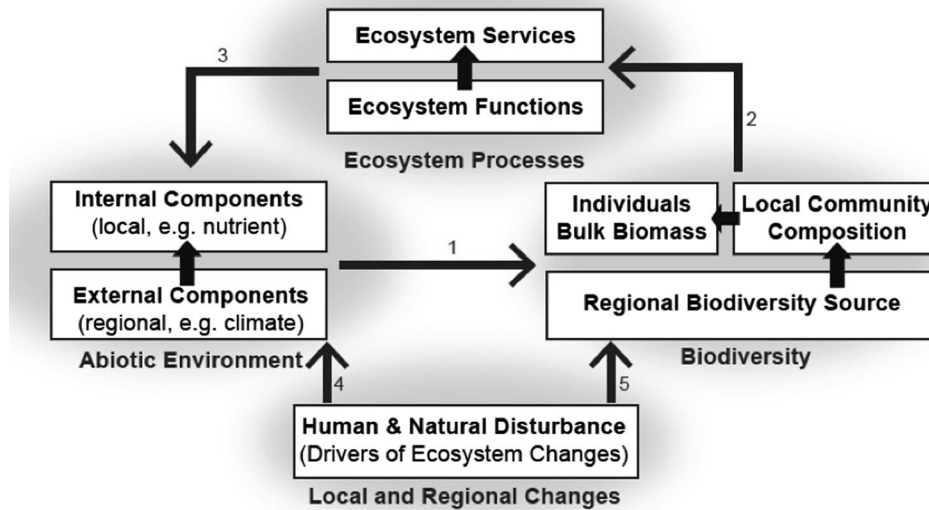 Ecosystem Services
3
Ecosystem Functions
2
Ecosystem Processes
Internal Components
(local, e.g. nutrient)
Individuals
Bulk Biomass
Local Community
Composition
1
External Components
(regional, e.g. climate)
Regional Biodiversity Source
Abiotic Environment
Biodiversity
4
5
Human & Natural Disturbance
(Drivers of Ecosystem Changes)
Local and Regional Changes